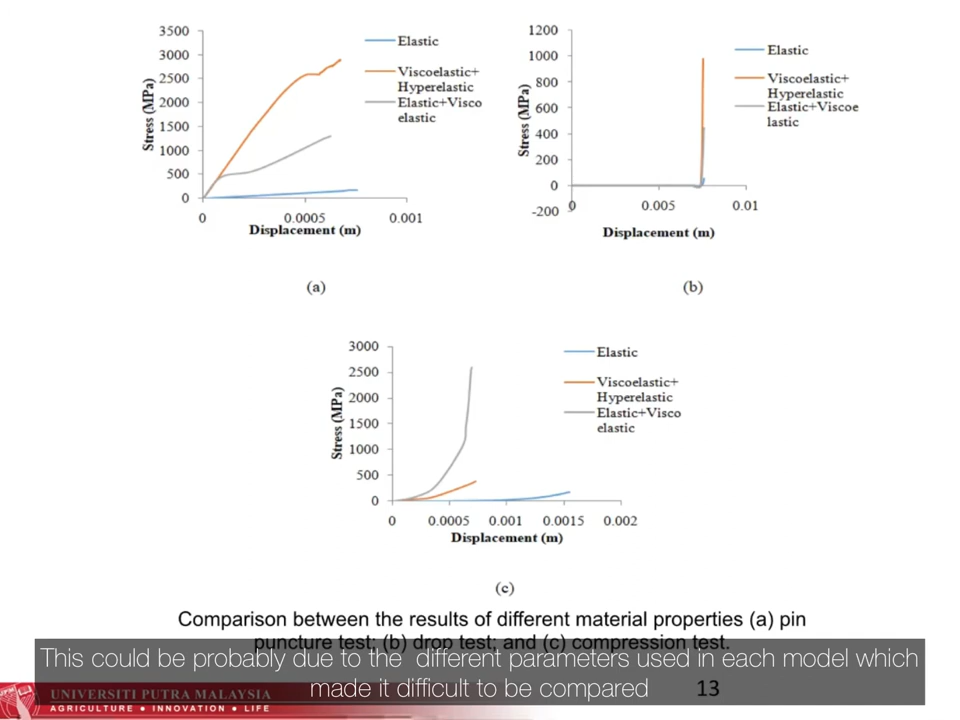 3500
3000
2500
2000
1500
1000
500
0
Stress (MPa)
0
0.0005
0.001
Displacement (m)
Elastic
Viscoelastic+
Hyperelastic
Elastic+Visco
elastic
(a)
1200
1000
800
600
400
200
0
-200
Stress (MPa)
0
0.005
0.01
Displacement (m)
Elastic
Viscoelastic+
Hyperelastic
Elastic+Viscoe
lastic
(b)
3000
2500
2000
1500
1000
500
0
Stress (MPa)
0
0.0005
0.001
0.0015
0.002
Displacement (m)
Elastic
Viscoelastic+
Hyperelastic
Elastic+Visco
elastic
(c)
Comparison between the results of different material properties (a) pin
puncture test; (b) drop test; and (c) compression test.
This could be probably due to the different parameters used in each model which
made it difficult to be compared
13
UNIVERSITI PUTRA MALAYSIA
AGRICULTURE • INNOVATION • LIFE